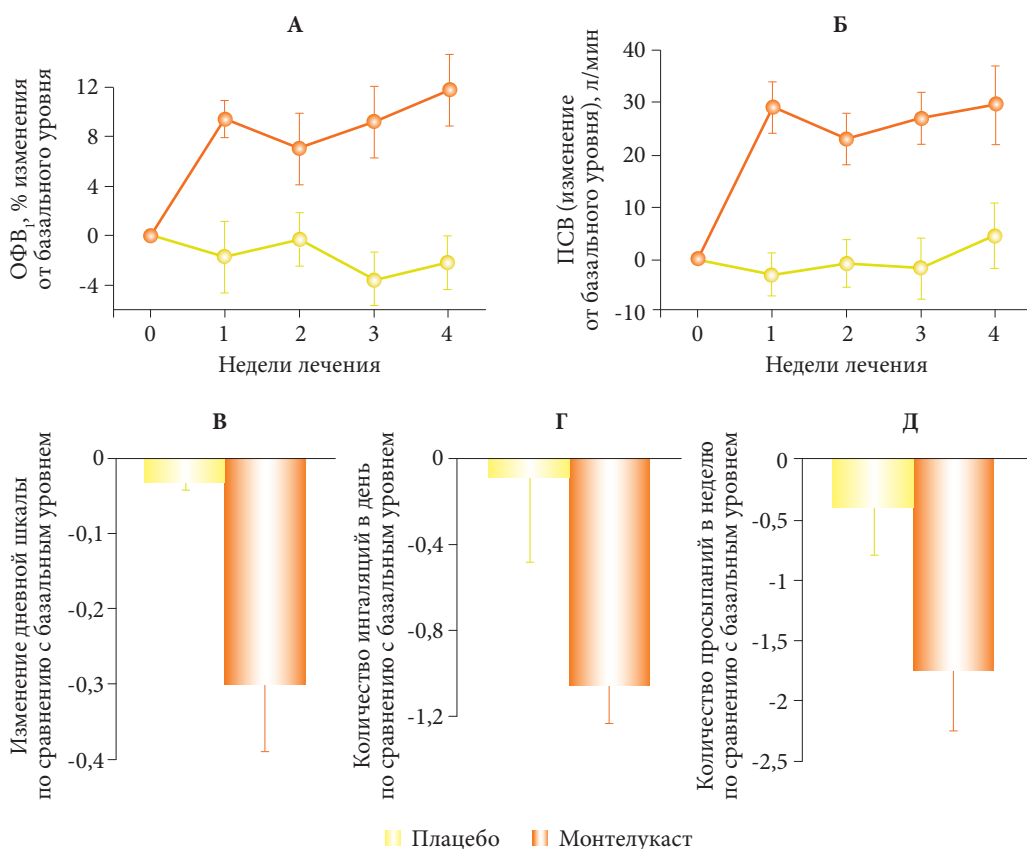 А
ОФВ1, % изменения
от базального уровня
12
8
4
0
-4
0 1 2 3 4
Недели лечения
Б
ПСВ (изменение
от базального уровня), л/мин
40
30
20
10
0
-10
0 1 2 3 4
Недели лечения
В
Изменение дневной шкалы
по сравнению с базальным уровнем
0
-0,1
-0,2
-0,3
-0,4
Г
Количество ингаляций в день
по сравнению с базальным уровнем
0
-0,4
-0,8
-1,2
Д
Количество просыпаний в неделю
по сравнению с базальным уровнем
0
-0,5
-1
-1,5
-2
-2,5
Плацебо Монтелукаст